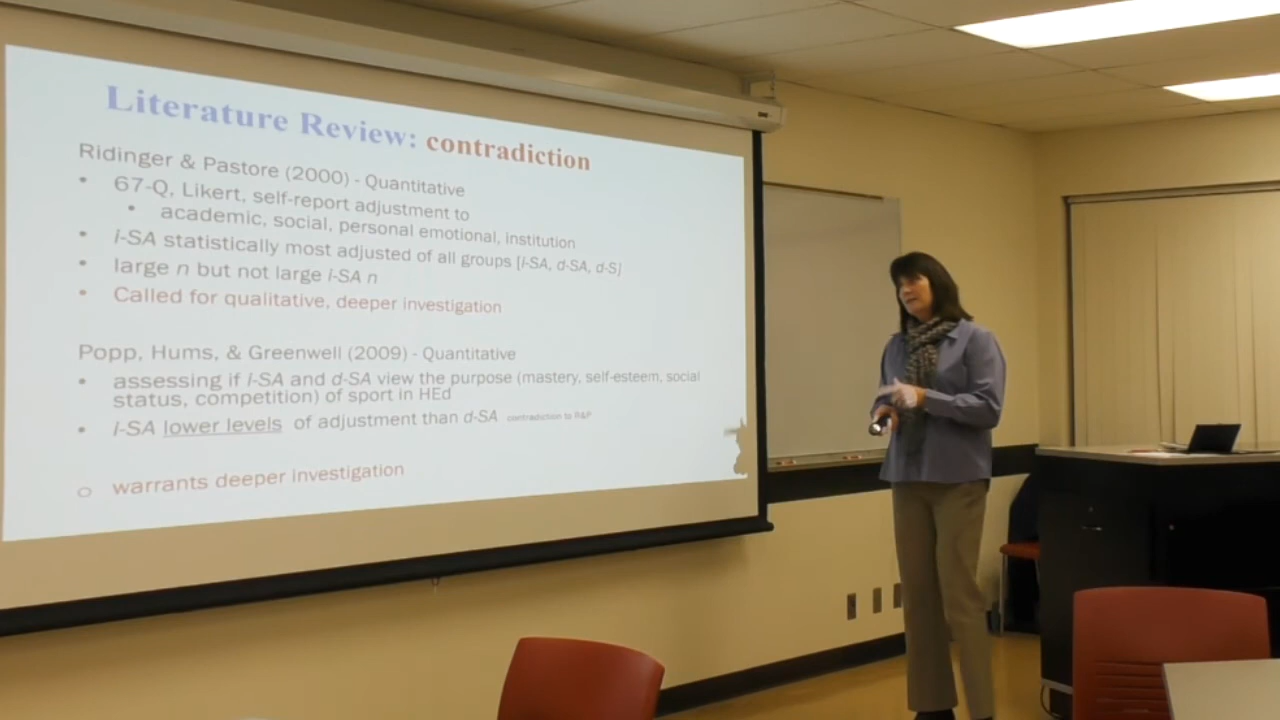 Literature Review: contradiction
Ridinger & Pastore (2000) - Quantitative
• 67-Q, Likert, self-report adjustment to
• academic, social, personal emotional, institution
• i-SA statistically most adjusted of all groups [i-SA, d-SA, d-S]
• large n but not large i-SA n
• Called for qualitative, deeper investigation
Popp, Hums, & Greenwell (2009) - Quantitative
• assessing if i-SA and d-SA view the purpose (mastery, self-esteem, social
status, competition) of sport in HEd
• i-SA lower levels of adjustment than d-SA contradiction to R&P
○ warrants deeper investigation